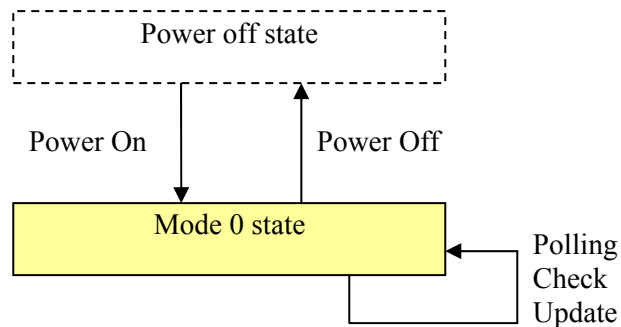 Power off state
Power On
Power Off
Mode 0 state
Polling
Check
Update